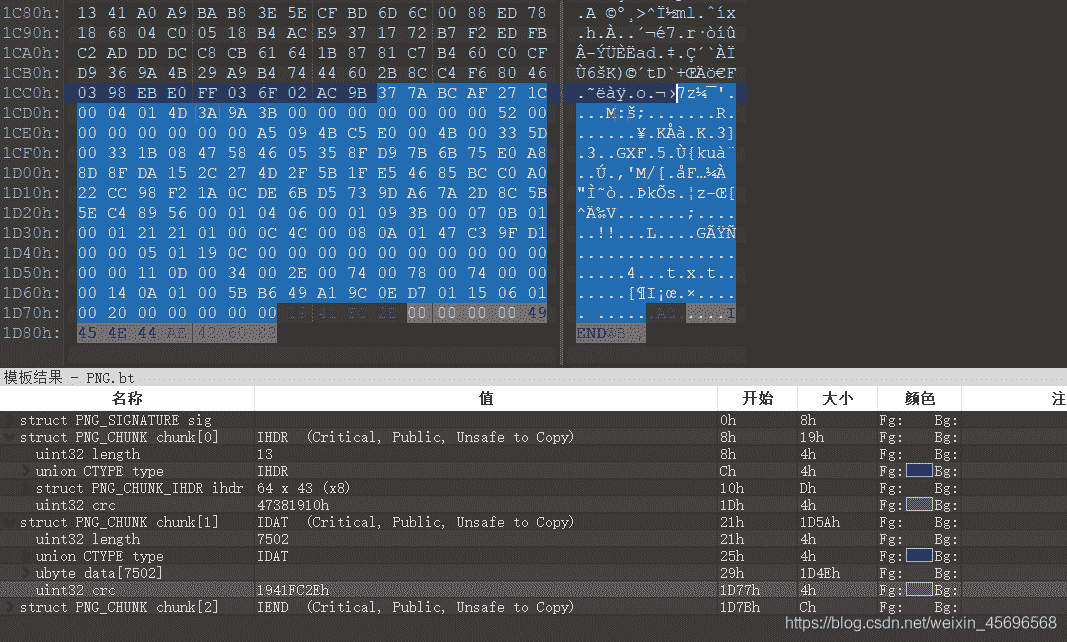 1C80h: 13 41 A0 A9 BA B8 3E 5E CF BD 6D 6C 00 88 ED 78 .A ©º¸>^Ï½ml.ˆíx
1C90h: 18 68 04 C0 05 18 B4 AC E9 37 17 72 B7 F2 ED FB .h.À..´¬é7.r·òíû
1CA0h: C2 AD DD DC C8 CB 61 64 1B 87 81 C7 B4 60 C0 CF Â-ÝÜÈËad.‡.Ç´`ÀÏ
1CB0h: D9 36 9A 4B 29 A9 B4 74 44 60 2B 8C C4 F6 80 46 Ù6šK)©´tD`+ŒÄö€F
1CC0h: 03 98 EB E0 FF 03 6F 02 AC 9B 37 7A BC AF 27 1C .˜ëàÿ.o.¬›7z¼¯'.
1CD0h: 00 04 01 4D 3A 9A 3B 00 00 00 00 00 00 00 52 00 ...M:š;.......R.
1CE0h: 00 00 00 00 00 00 A5 09 4B C5 E0 00 4B 00 33 5D ......¥.KÅà.K.3]
1CF0h: 00 33 1B 08 47 58 46 05 35 8F D9 7B 6B 75 E0 A8 .3..GXF.5.Ù{kuà¨
1D00h: 8D 8F DA 15 2C 27 4D 2F 5B 1F E5 46 85 BC C0 A0 ..Ú.,'M/[.åF…¼À
1D10h: 22 CC 98 F2 1A 0C DE 6B D5 73 9D A6 7A 2D 8C 5B "Ì˜ò..ÞkÕs.¦z-Œ[
1D20h: 5E C4 89 56 00 01 04 06 00 01 09 3B 00 07 0B 01 ^Ä‰V.......;....
1D30h: 00 01 21 21 01 00 0C 4C 00 08 0A 01 47 C3 9F D1 ..!!...L....GÃŸÑ
1D40h: 00 00 05 01 19 0C 00 00 00 00 00 00 00 00 00 00 ................
1D50h: 00 00 11 0D 00 34 00 2E 00 74 00 78 00 74 00 00 .....4...t.x.t..
1D60h: 00 14 0A 01 00 5B B6 49 A1 9C 0E D7 01 15 06 01 .....[¶I¡œ.×....
1D70h: 00 20 00 00 00 00 00 19 41 FC 2E 00 00 00 00 49
1D80h: 45 4E 44 AE 42 60 82
模板结果 - PNG.bt
名称 值 开始 大小 颜色 注
struct PNG_SIGNATURE sig 0h 8h Fg: Bg:
struct PNG_CHUNK chunk[0] IHDR (Critical, Public, Unsafe to Copy) 8h 19h Fg: Bg:
uint32 length 13 8h 4h Fg: Bg:
union CTYPE type IHDR Ch 4h Fg: Bg:
struct PNG_CHUNK_IHDR ihdr 64 x 43 (x8) 10h Dh Fg: Bg:
uint32 crc 47381910h 1Dh 4h Fg: Bg:
struct PNG_CHUNK chunk[1] IDAT (Critical, Public, Unsafe to Copy) 21h 1D5Ah Fg: Bg:
uint32 length 7502 21h 4h Fg: Bg:
union CTYPE type IDAT 25h 4h Fg: Bg:
ubyte data[7502] 29h 1D4Eh Fg: Bg:
uint32 crc 1941FC2Eh 1D77h 4h Fg: Bg:
struct PNG_CHUNK chunk[2] IEND (Critical, Public, Unsafe to Copy) 1D7Bh Ch Fg: Bg:
https://blog.csdn.net/weixin_45696568